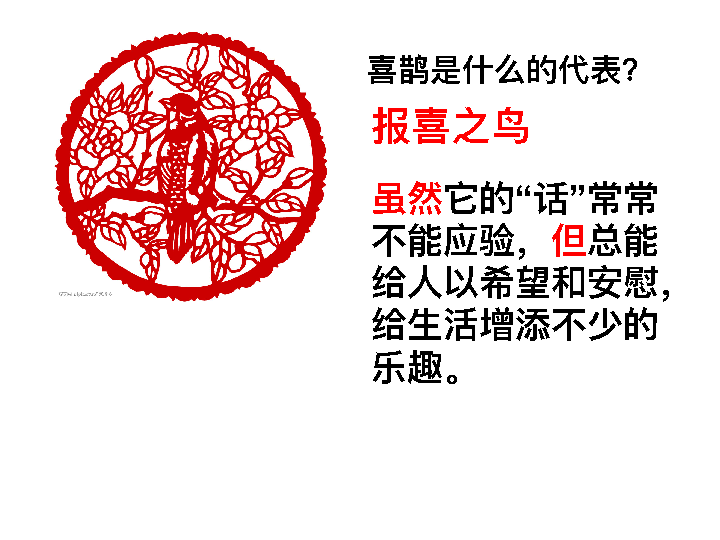 喜鹊是什么的代表?
报喜之鸟
虽然它的“话”常常
不能应验，但总能
给人以希望和安慰，
给生活增添不少的
乐趣。